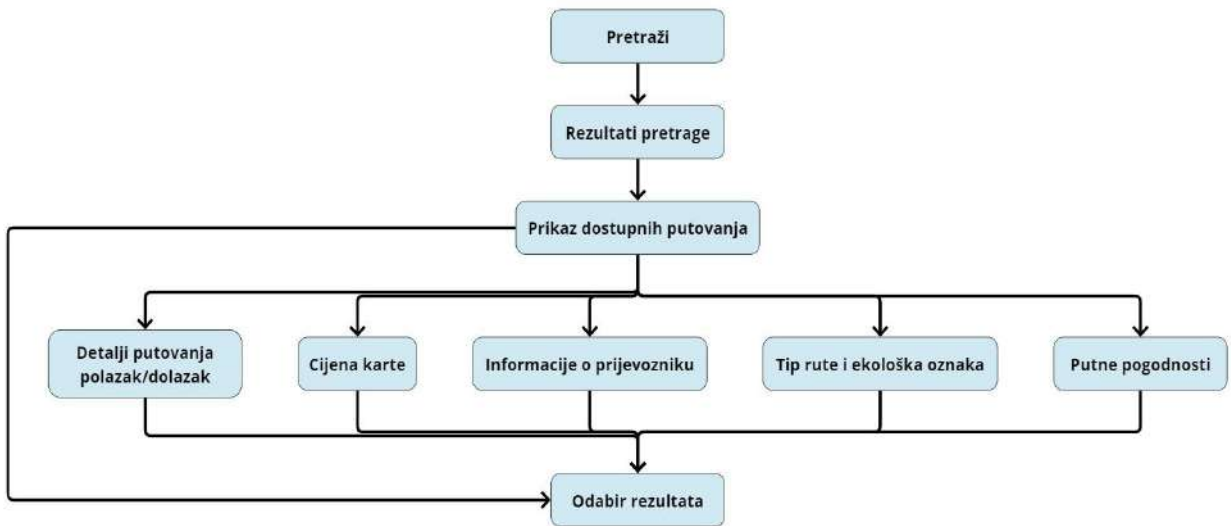 Pretraži
Rezultati pretrage
Prikaz dostupnih putovanja
Detalji putovanja
polazak/dolazak
Cijena karte
Informacije o prijevozniku
Tip rute i ekološka oznaka
Putne pogodnosti
Odabir rezultata